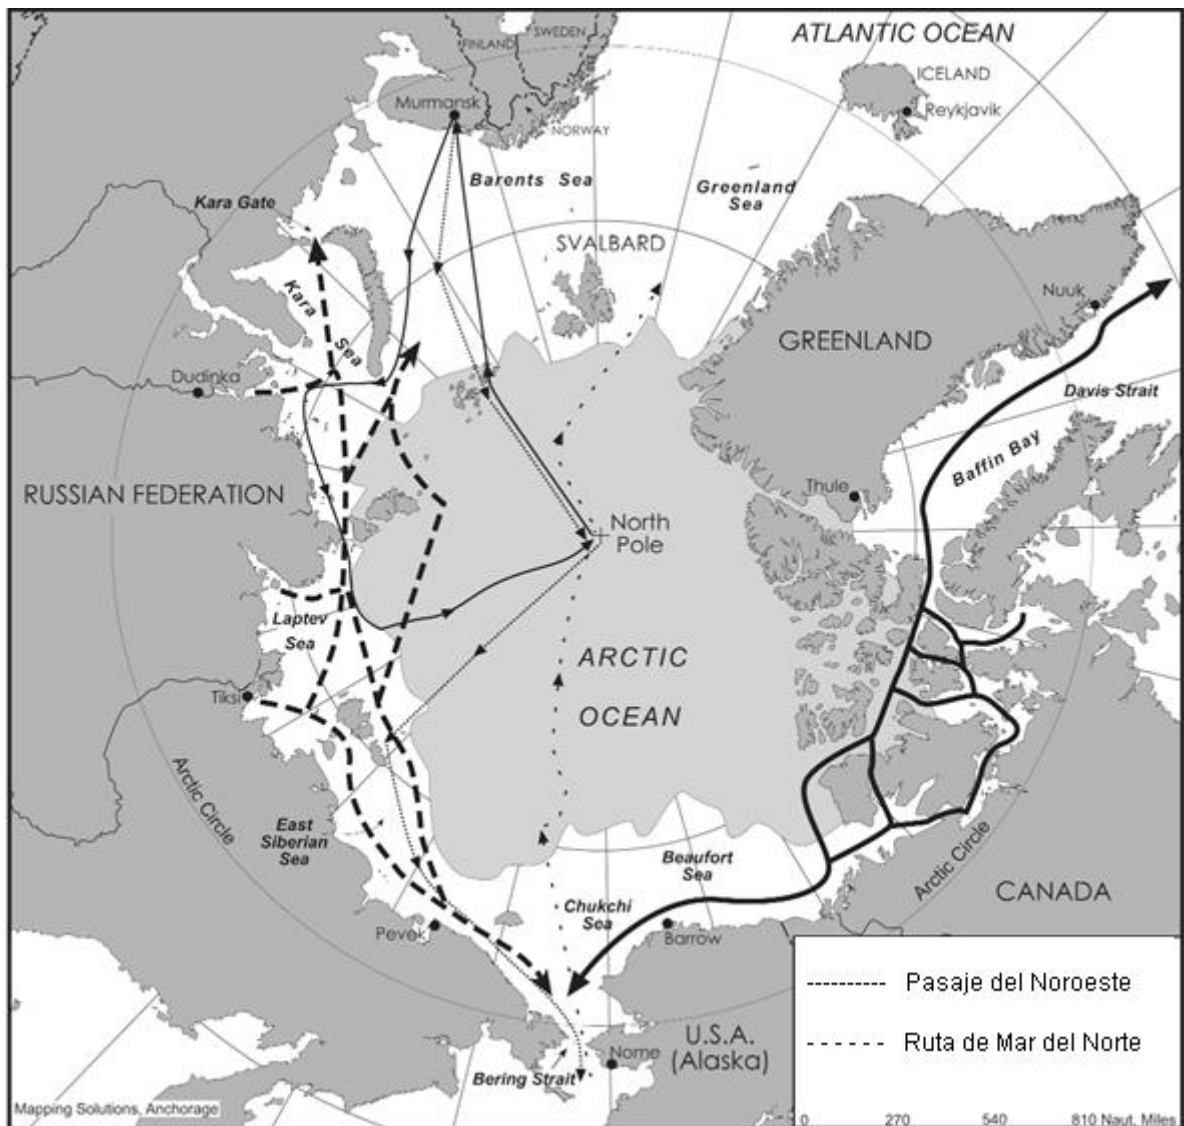 ATLANTIC OCEAN
SWEDEN
FINLAND
ICELAND
Murmansk
Reykjavik
NORWAY
Barents Sea
Greenland
Sea
Kara Gate
SVALBARD
Kara
Sea
Nuuk
GREENLAND
Dudinka
Davis Strait
Baffin Bay
RUSSIAN FEDERATION
Thule
North
Pole
Laptev
Sea
ARCTIC
OCEAN
Tiksi
Arctic Circle
East
Siberian
Sea
Beaufort
Sea
Arctic Circle
CANADA
Chukchi
Sea
Pevek
Barrow
Pasaje del Noroeste
U.S.A.
(Alaska)
Ruta de Mar del Norte
Nome
Bering Strait
Mapping Solutions, Anchorage
0 270 540 810 Naut. Miles